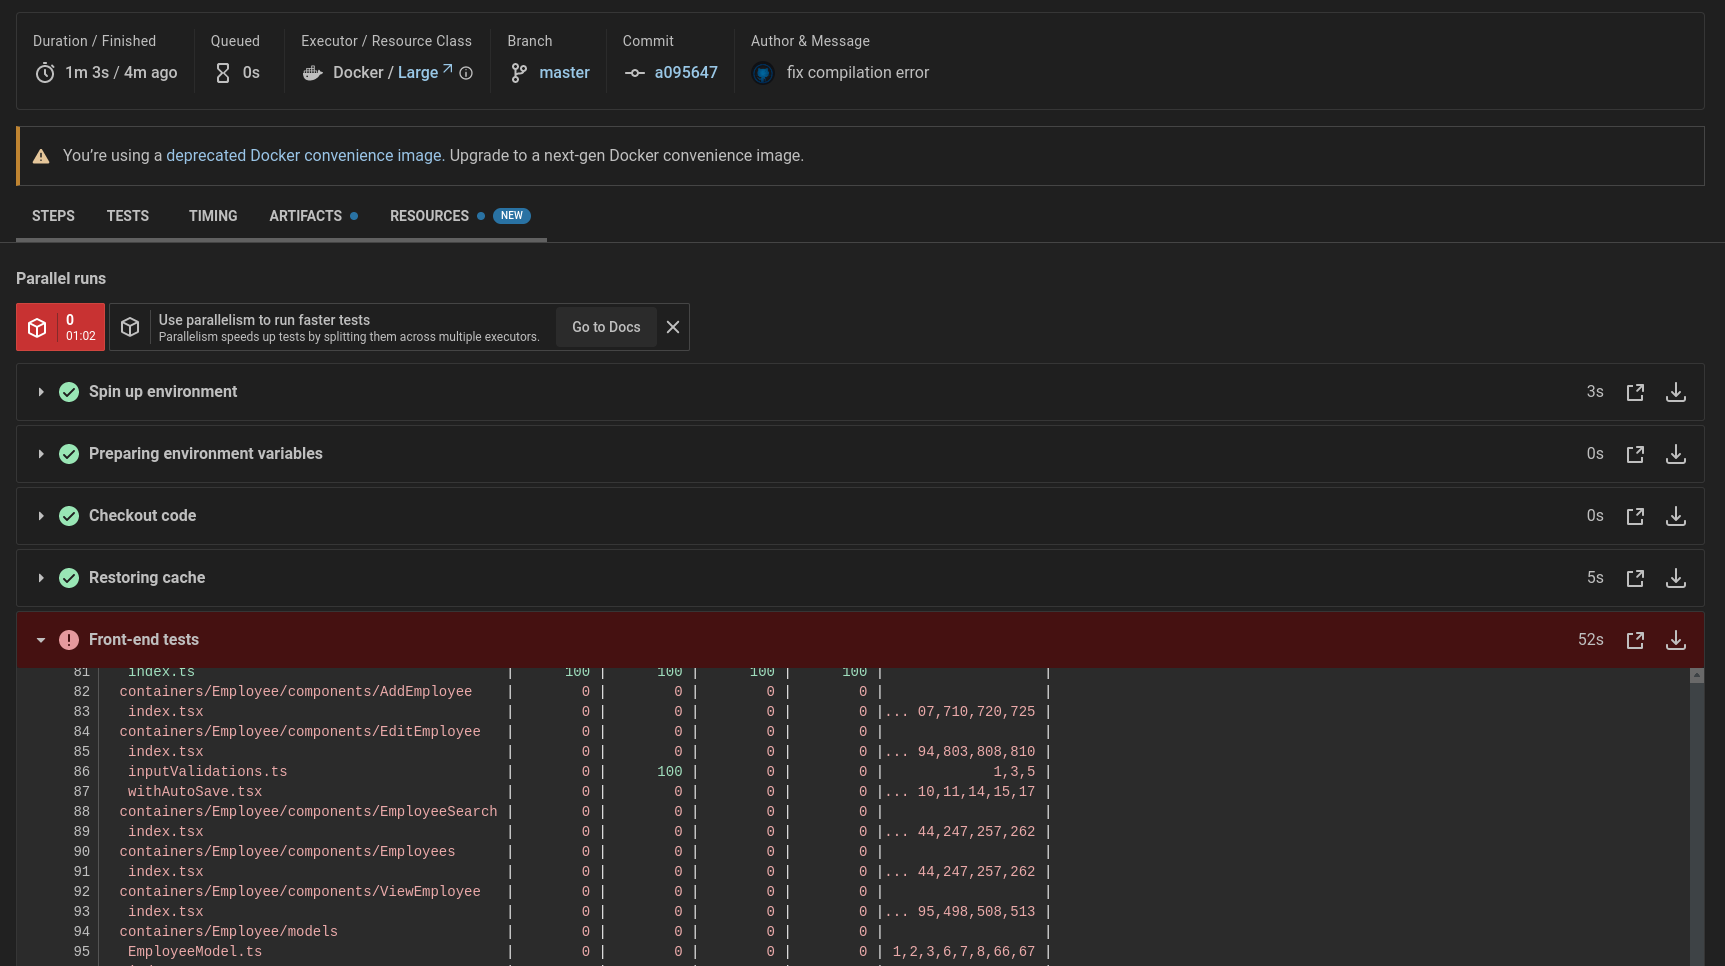 Duration / Finished Queued Executor / Resource Class Branch Commit Author & Message
1m 3s / 4m ago 0s Docker / Large master a095647 fix compilation error
You’re using a deprecated Docker convenience image. Upgrade to a next-gen Docker convenience image.
STEPS TESTS TIMING ARTIFACTS RESOURCES NEW
Parallel runs
0
01:02
Use parallelism to run faster tests
Parallelism speeds up tests by splitting them across multiple executors.
Go to Docs
Spin up environment 3s
Preparing environment variables 0s
Checkout code 0s
Restoring cache 5s
Front-end tests 52s
81 index.ts | 100 | 100 | 100 | 100 | |
82 containers/Employee/components/AddEmployee | 0 | 0 | 0 | 0 | |
83 index.tsx | 0 | 0 | 0 | 0 |... 07,710,720,725 |
84 containers/Employee/components/EditEmployee | 0 | 0 | 0 | 0 | |
85 index.tsx | 0 | 0 | 0 | 0 |... 94,803,808,810 |
86 inputValidations.ts | 0 | 100 | 0 | 0 | 1,3,5 |
87 withAutoSave.tsx | 0 | 0 | 0 | 0 |... 10,11,14,15,17 |
88 containers/Employee/components/EmployeeSearch | 0 | 0 | 0 | 0 | |
89 index.tsx | 0 | 0 | 0 | 0 |... 44,247,257,262 |
90 containers/Employee/components/Employees | 0 | 0 | 0 | 0 | |
91 index.tsx | 0 | 0 | 0 | 0 |... 44,247,257,262 |
92 containers/Employee/components/ViewEmployee | 0 | 0 | 0 | 0 | |
93 index.tsx | 0 | 0 | 0 | 0 |... 95,498,508,513 |
94 containers/Employee/models | 0 | 0 | 0 | 0 | |
95 EmployeeModel.ts | 0 | 0 | 0 | 0 | 1,2,3,6,7,8,66,67 |